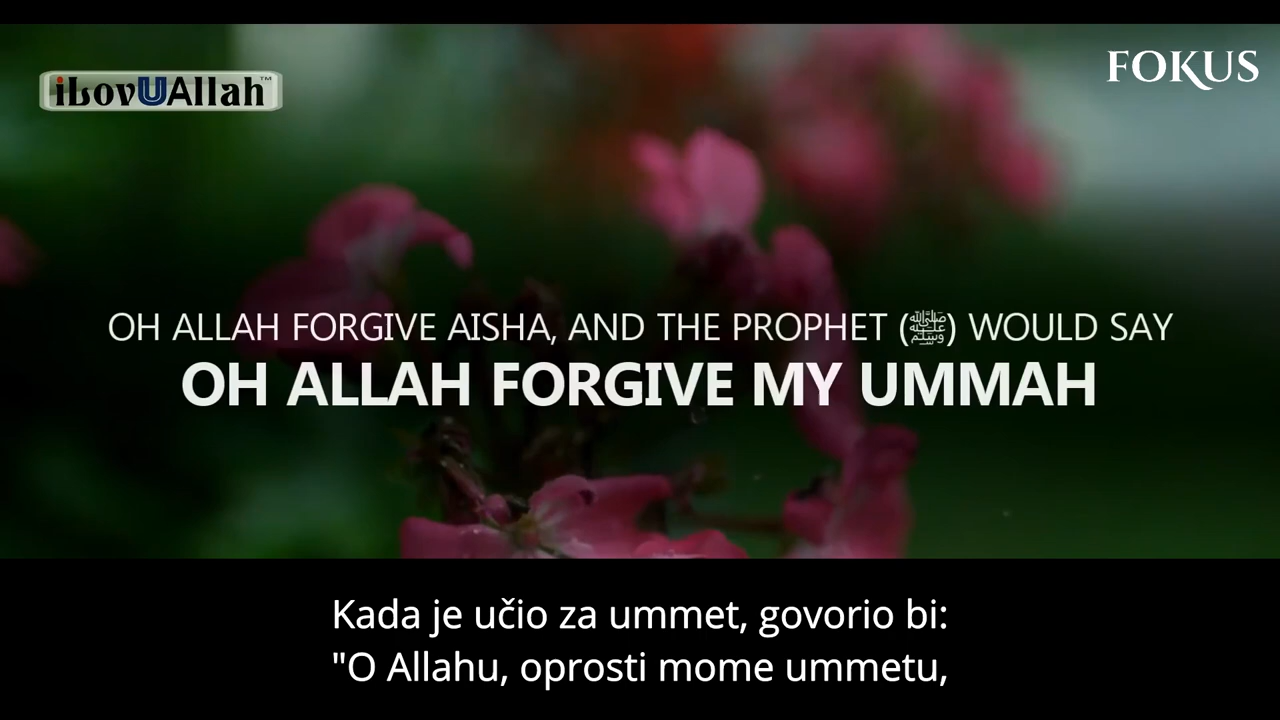 iLovUAllah™
FOKUS
OH ALLAH FORGIVE AISHA, AND THE PROPHET (ﷺ) WOULD SAY
OH ALLAH FORGIVE MY UMMAH
Kada je učio za ummet, govorio bi:
"O Allahu, oprosti mome ummetu,